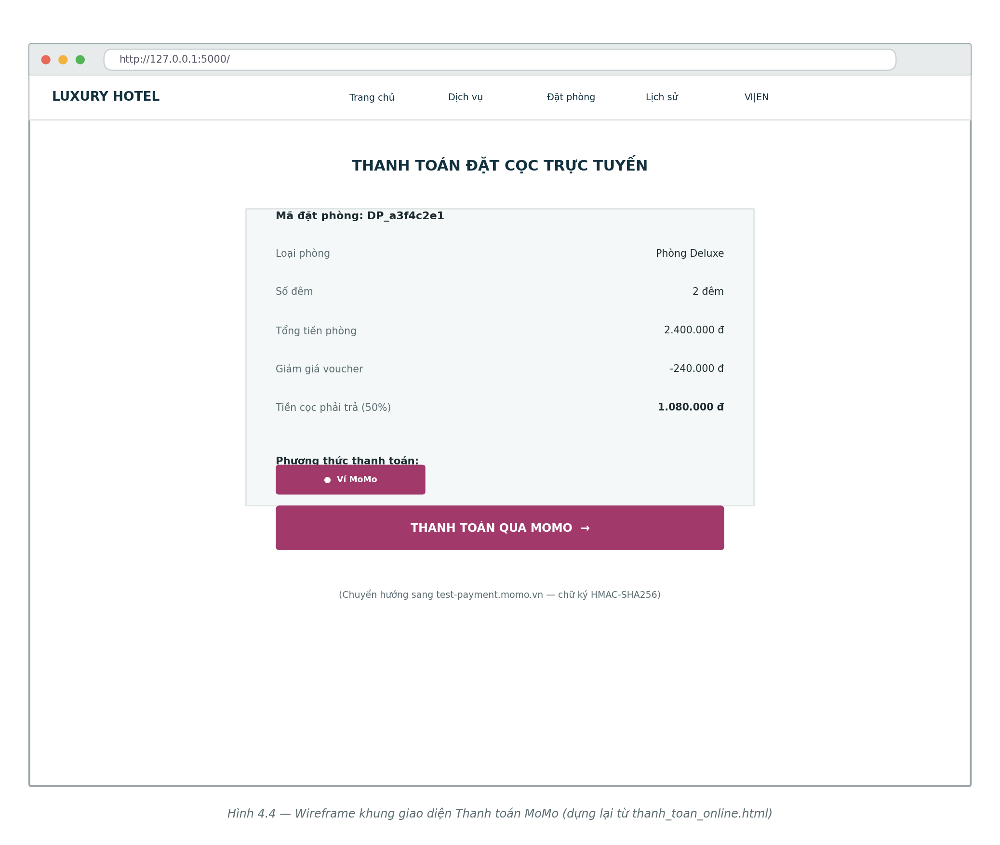 http://127.0.0.1:5000/
LUXURY HOTEL Trang chủ Dịch vụ Đặt phòng Lịch sử VI|EN
THANH TOÁN ĐẶT CỌC TRỰC TUYẾN
Mã đặt phòng: DP_a3f4c2e1
Loại phòng Phòng Deluxe
Số đêm 2 đêm
Tổng tiền phòng 2.400.000 đ
Giảm giá voucher -240.000 đ
Tiền cọc phải trả (50%) 1.080.000 đ
Phương thức thanh toán:
● Ví MoMo
THANH TOÁN QUA MOMO →
(Chuyển hướng sang test-payment.momo.vn — chữ ký HMAC-SHA256)
Hình 4.4 — Wireframe khung giao diện Thanh toán MoMo (dựng lại từ thanh_toan_online.html)